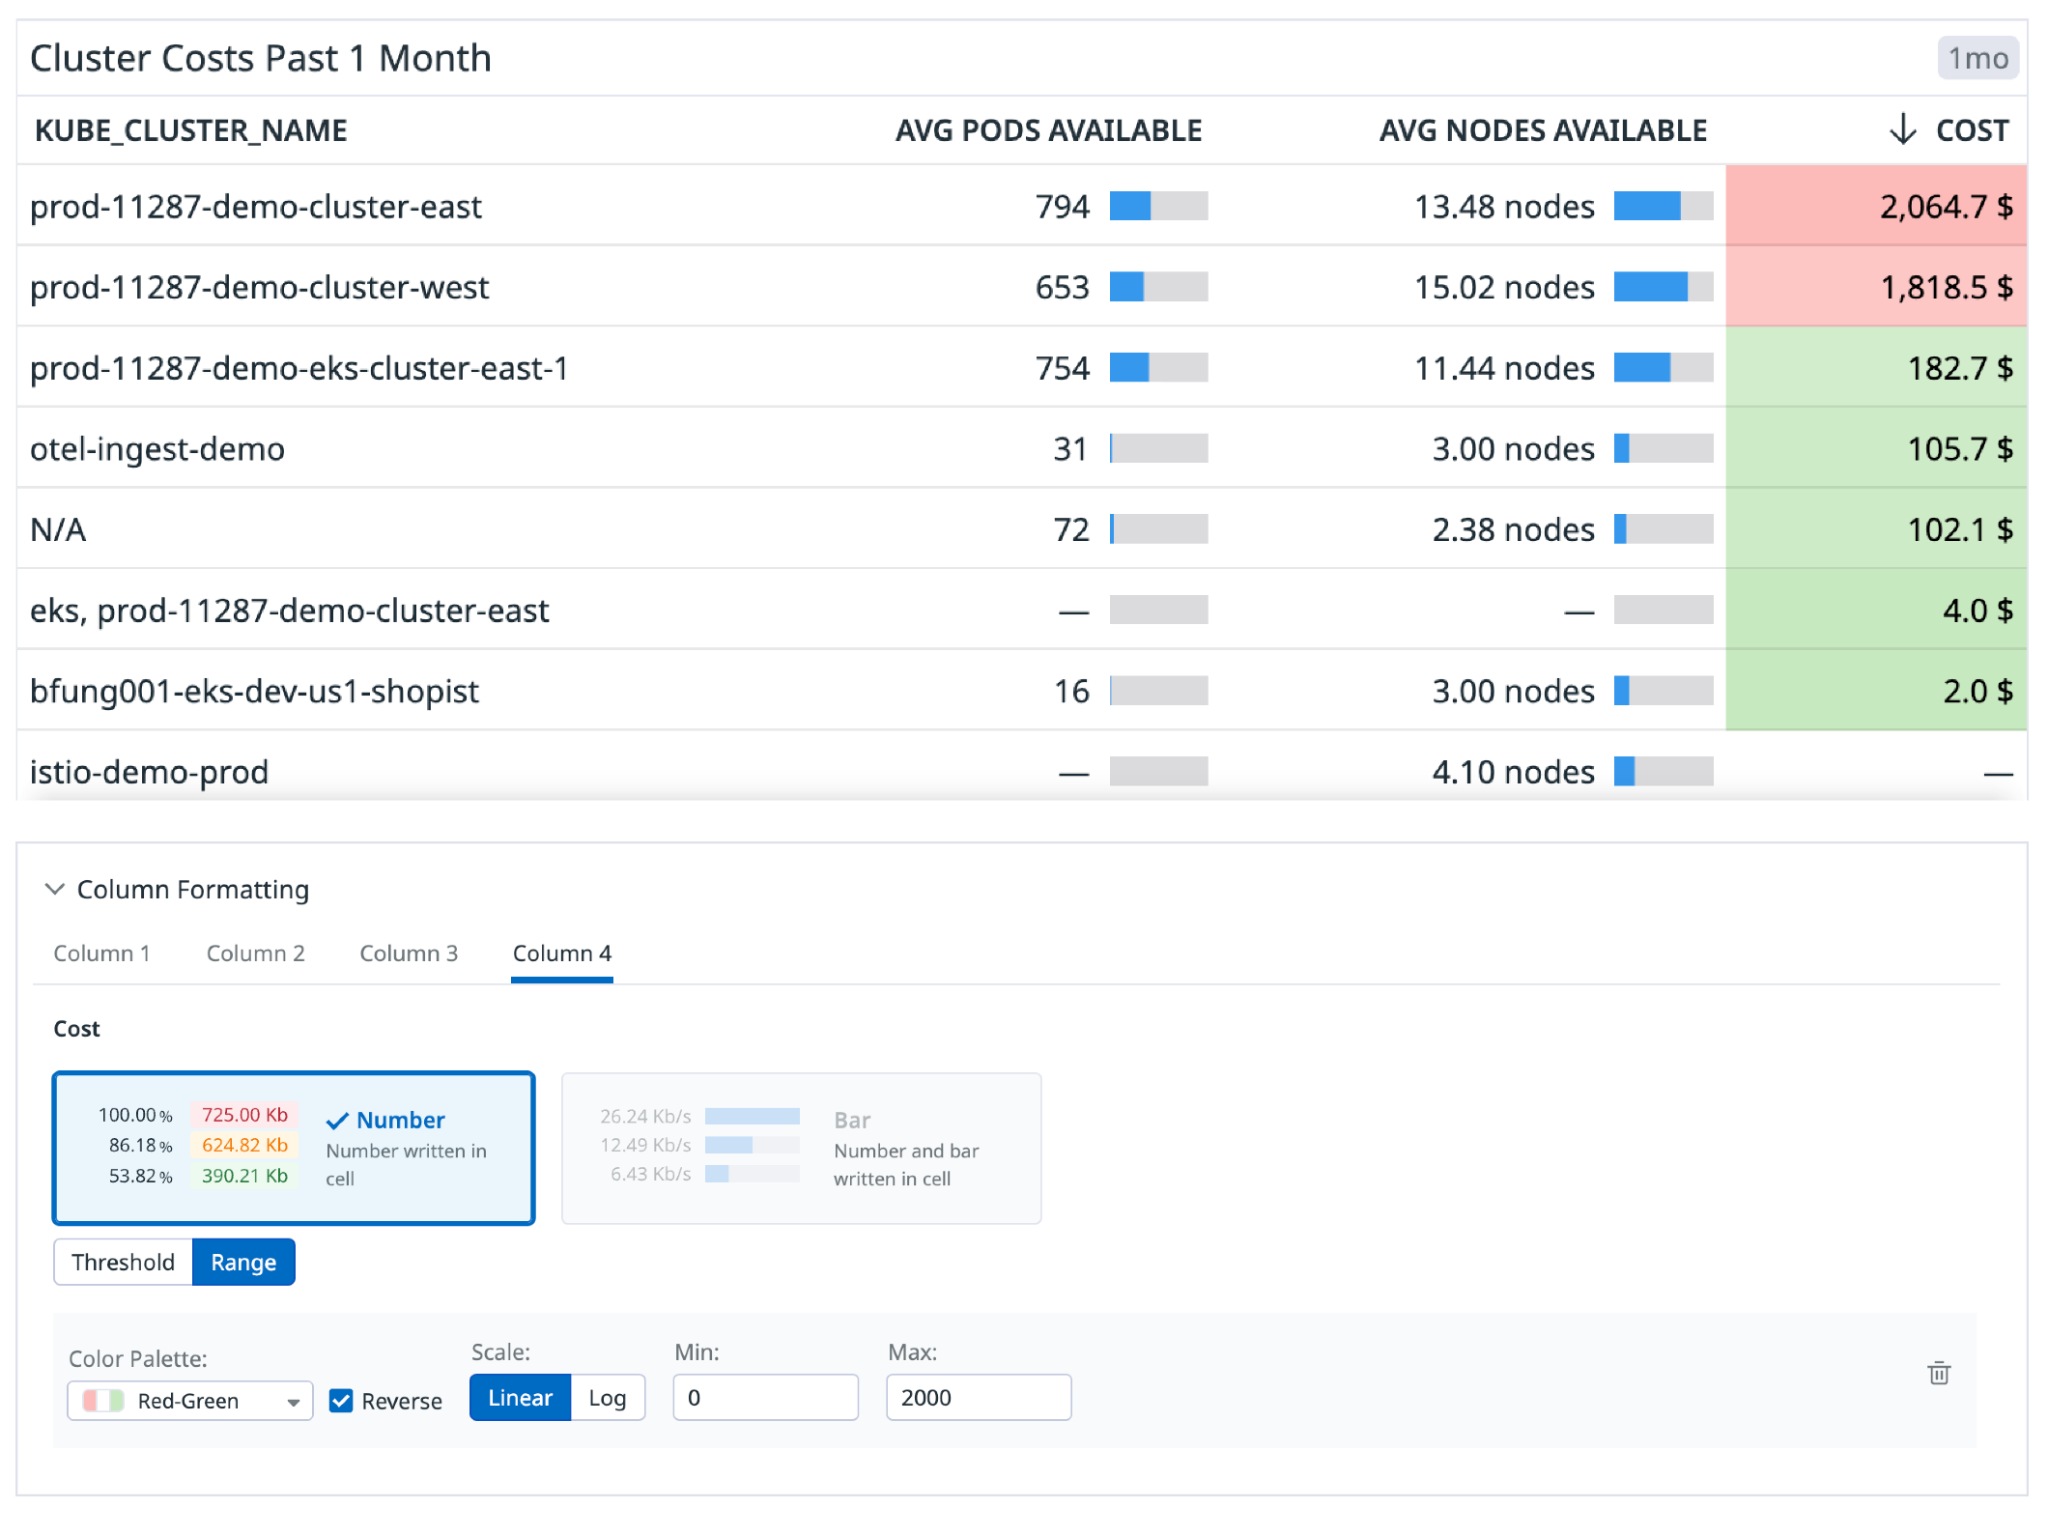 Cluster Costs Past 1 Month 1mo
KUBE_CLUSTER_NAME AVG PODS AVAILABLE AVG NODES AVAILABLE ↓ COST
prod-11287-demo-cluster-east 794 13.48 nodes 2,064.7 $
prod-11287-demo-cluster-west 653 15.02 nodes 1,818.5 $
prod-11287-demo-eks-cluster-east-1 754 11.44 nodes 182.7 $
otel-ingest-demo 31 3.00 nodes 105.7 $
N/A 72 2.38 nodes 102.1 $
eks, prod-11287-demo-cluster-east — — 4.0 $
bfung001-eks-dev-us1-shopist 16 3.00 nodes 2.0 $
istio-demo-prod — 4.10 nodes —
Column Formatting
Column 1 Column 2 Column 3 Column 4
Cost
100.00 % 725.00 Kb
86.18 % 624.82 Kb
53.82 % 390.21 Kb
Number
Number written in
cell
26.24 Kb/s
12.49 Kb/s
6.43 Kb/s
Bar
Number and bar
written in cell
Threshold Range
Color Palette: Scale: Min: Max:
Red-Green Reverse Linear Log 0 2000